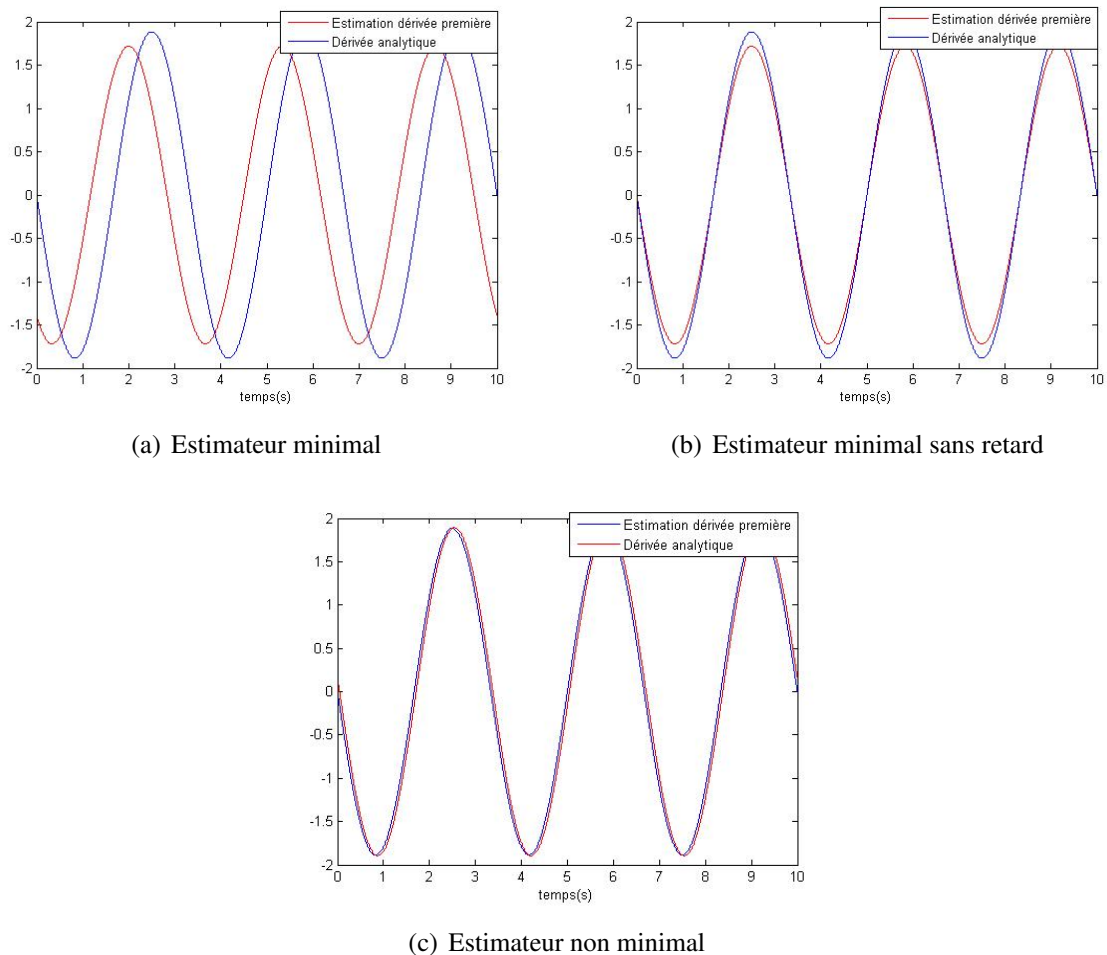 Estimation dérivée première
Dérivée analytique
2
1.5
1
0.5
0
-0.5
-1
-1.5
-2
0 1 2 3 4 5 6 7 8 9 10
temps(s)
(a) Estimateur minimal
Estimation dérivée première
Dérivée analytique
2
1.5
1
0.5
0
-0.5
-1
-1.5
-2
0 1 2 3 4 5 6 7 8 9 10
temps(s)
(b) Estimateur minimal sans retard
Estimation dérivée première
Dérivée analytique
2
1.5
1
0.5
0
-0.5
-1
-1.5
-2
0 1 2 3 4 5 6 7 8 9 10
temps(s)
(c) Estimateur non minimal